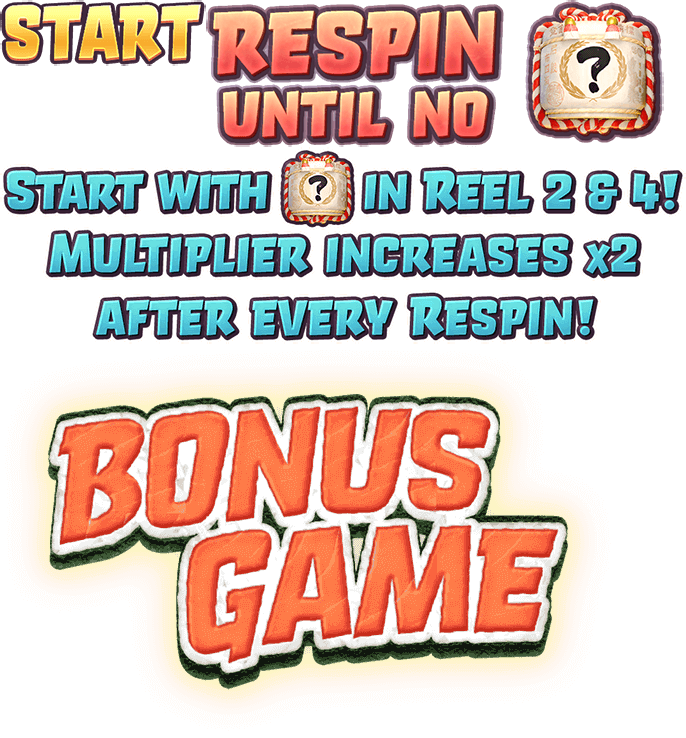 START RESPIN
UNTIL NO ?
START WITH ? IN REEL 2 & 4!
MULTIPLIER INCREASES x2
AFTER EVERY RESPIN!
BONUS
GAME